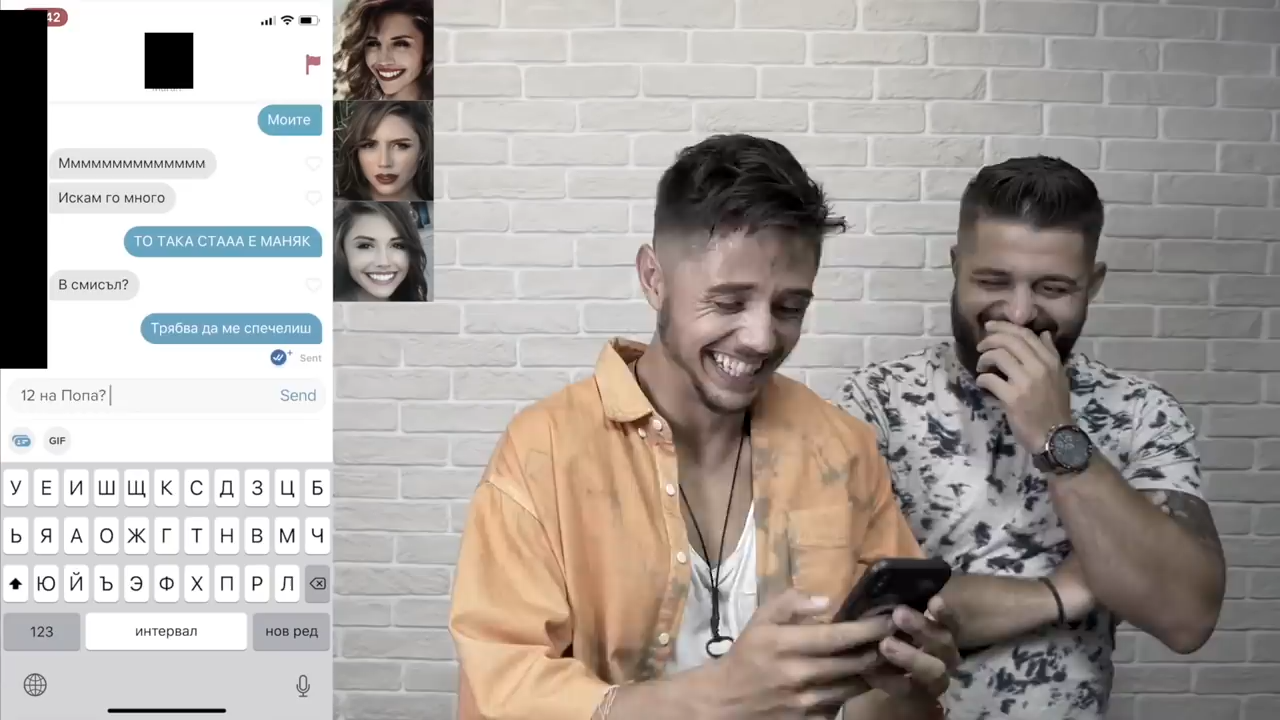 42
Моите
Мммммммммммммм
Искам го много
ТО ТАКА СТААА Е МАНЯК
В смисъл?
Трябва да ме спечелиш
Sent
12 на Попа?
Send
GIF
У Е И Ш Щ К С Д З Ц Б
Ь Я А О Ж Г Т Н В М Ч
Ю Й Ъ Э Ф Х П Р Л
123 интервал нов ред